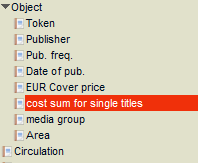 Object
Token
Publisher
Pub. freq.
Date of pub.
EUR Cover price
cost sum for single titles
media group
Area
Circulation